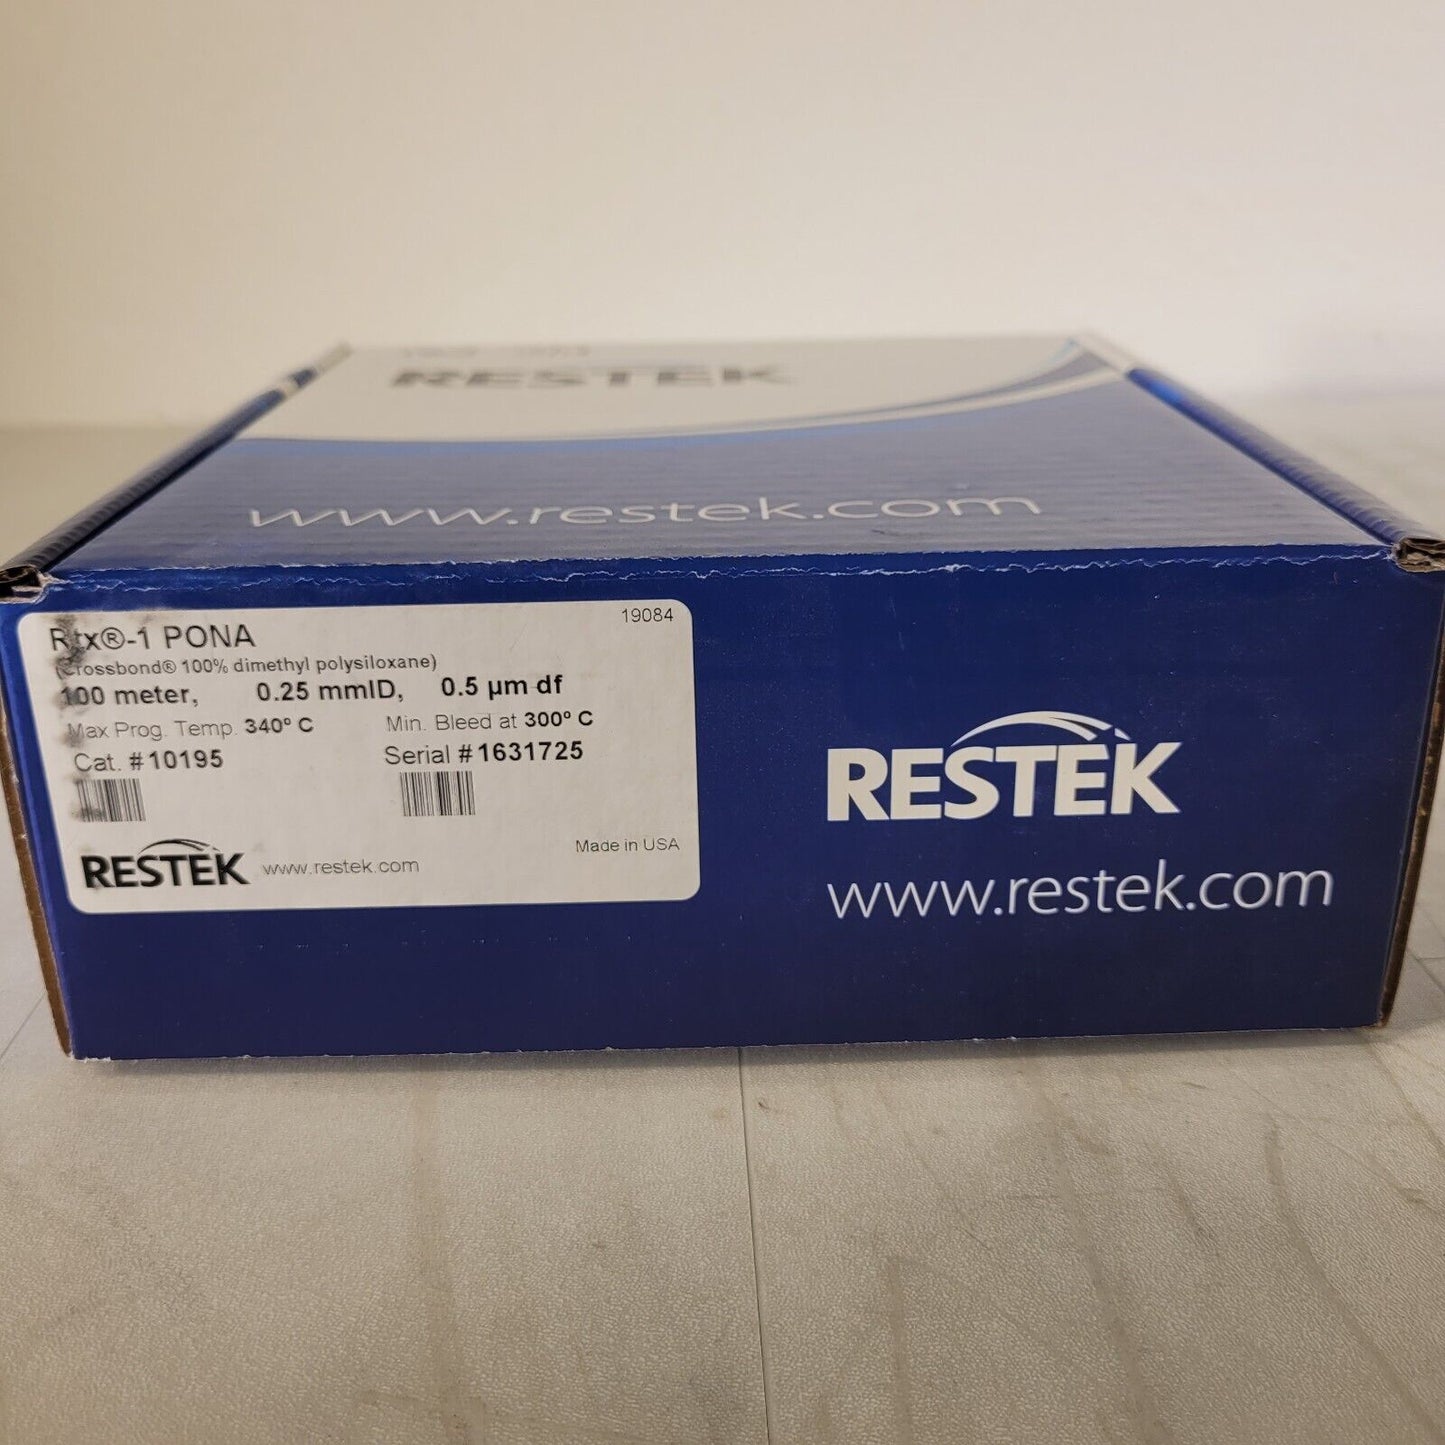 RESTEK
www.restek.com
Rtx®-1 PONA
19084
(Crossbond® 100% dimethyl polysiloxane)
100 meter, 0.25 mmID, 0.5 µm df
Max Prog. Temp. 340º C Min. Bleed at 300º C
Cat. #10195 Serial #1631725
RESTEK www.restek.com
Made in USA
RESTEK
www.restek.com